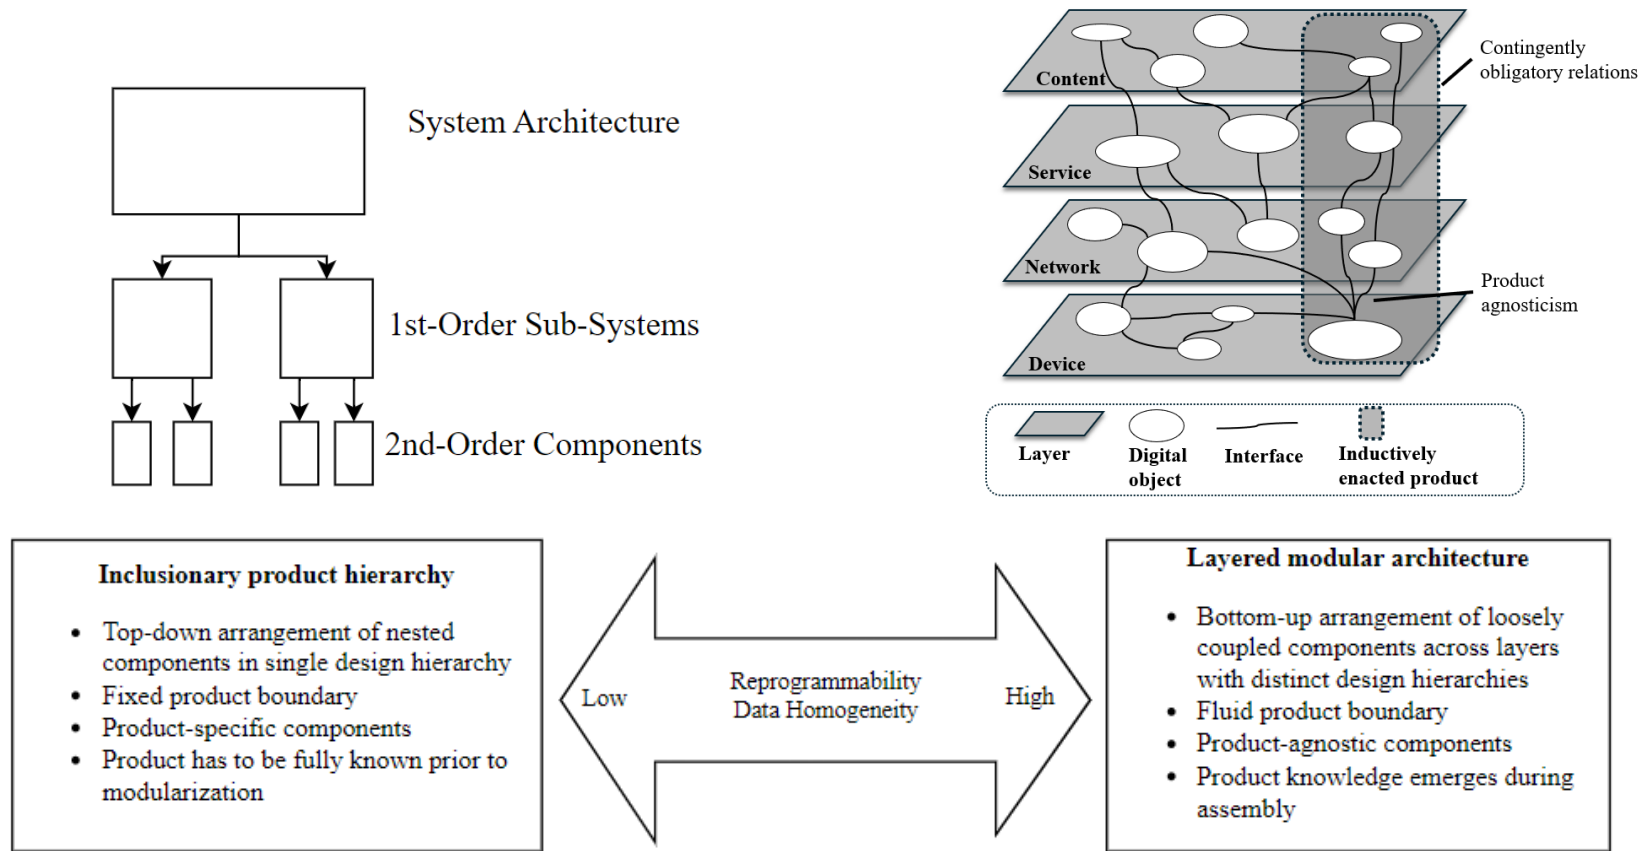 System Architecture
1st-Order Sub-Systems
2nd-Order Components
Content
Service
Network
Device
Contingently
obligatory relations
Product
agnosticism
Layer
Digital
object
Interface
Inductively
enacted product
Inclusionary product hierarchy
• Top-down arrangement of nested
components in single design hierarchy
• Fixed product boundary
• Product-specific components
• Product has to be fully known prior to
modularization
Low
Reprogrammability
Data Homogeneity
High
Layered modular architecture
• Bottom-up arrangement of loosely
coupled components across layers
with distinct design hierarchies
• Fluid product boundary
• Product-agnostic components
• Product knowledge emerges during
assembly